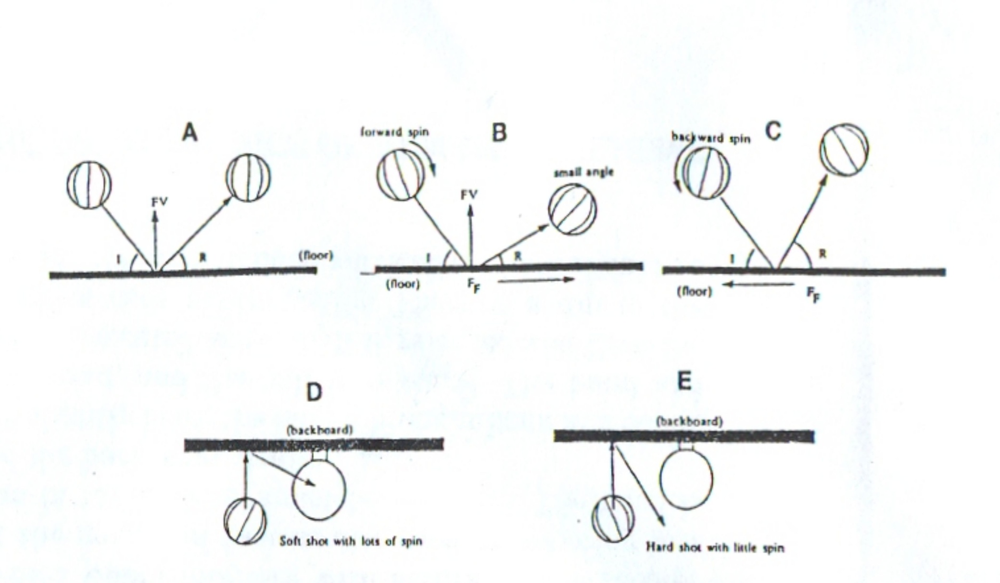 A
FV
I
R
(floor)
forward spin
B
small angle
FV
I
R
(floor)
FF
backward spin
C
I
R
(floor)
FF
D
(backboard)
Soft shot with lots of spin
E
(backboard)
Hard shot with little spin